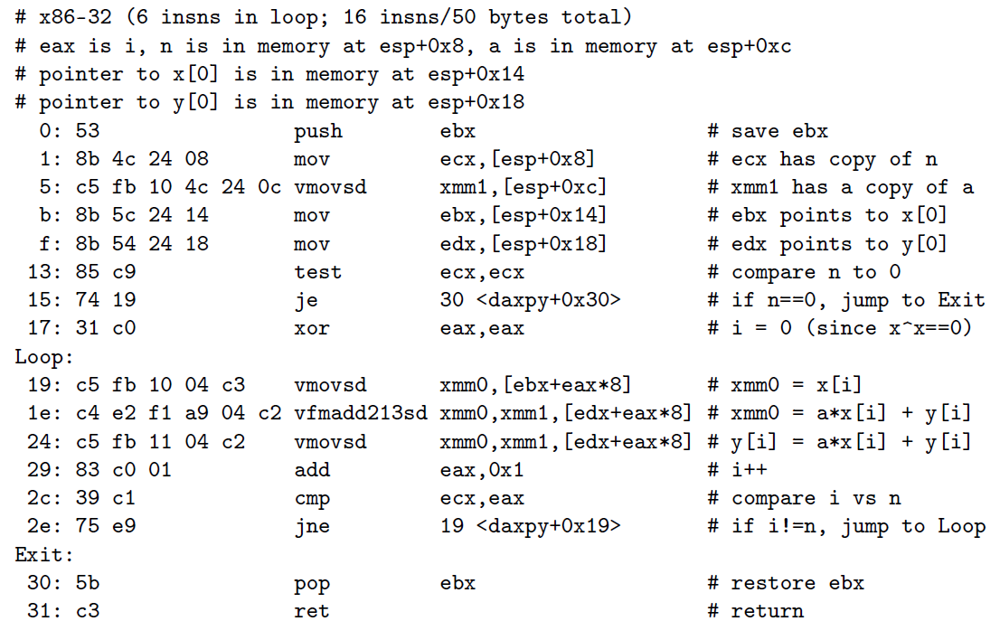 # x86-32 (6 insns in loop; 16 insns/50 bytes total)
# eax is i, n is in memory at esp+0x8, a is in memory at esp+0xc
# pointer to x[0] is in memory at esp+0x14
# pointer to y[0] is in memory at esp+0x18
0: 53 push ebx # save ebx
1: 8b 4c 24 08 mov ecx,[esp+0x8] # ecx has copy of n
5: c5 fb 10 4c 24 0c vmovsd xmm1,[esp+0xc] # xmm1 has a copy of a
b: 8b 5c 24 14 mov ebx,[esp+0x14] # ebx points to x[0]
f: 8b 54 24 18 mov edx,[esp+0x18] # edx points to y[0]
13: 85 c9 test ecx,ecx # compare n to 0
15: 74 19 je 30 <daxpy+0x30> # if n==0, jump to Exit
17: 31 c0 xor eax,eax # i = 0 (since x^x==0)
Loop:
19: c5 fb 10 04 c3 vmovsd xmm0,[ebx+eax*8] # xmm0 = x[i]
1e: c4 e2 f1 a9 04 c2 vfmadd213sd xmm0,xmm1,[edx+eax*8] # xmm0 = a*x[i] + y[i]
24: c5 fb 11 04 c2 vmovsd xmm0,xmm1,[edx+eax*8] # y[i] = a*x[i] + y[i]
29: 83 c0 01 add eax,0x1 # i++
2c: 39 c1 cmp ecx,eax # compare i vs n
2e: 75 e9 jne 19 <daxpy+0x19> # if i!=n, jump to Loop
Exit:
30: 5b pop ebx # restore ebx
31: c3 ret # return